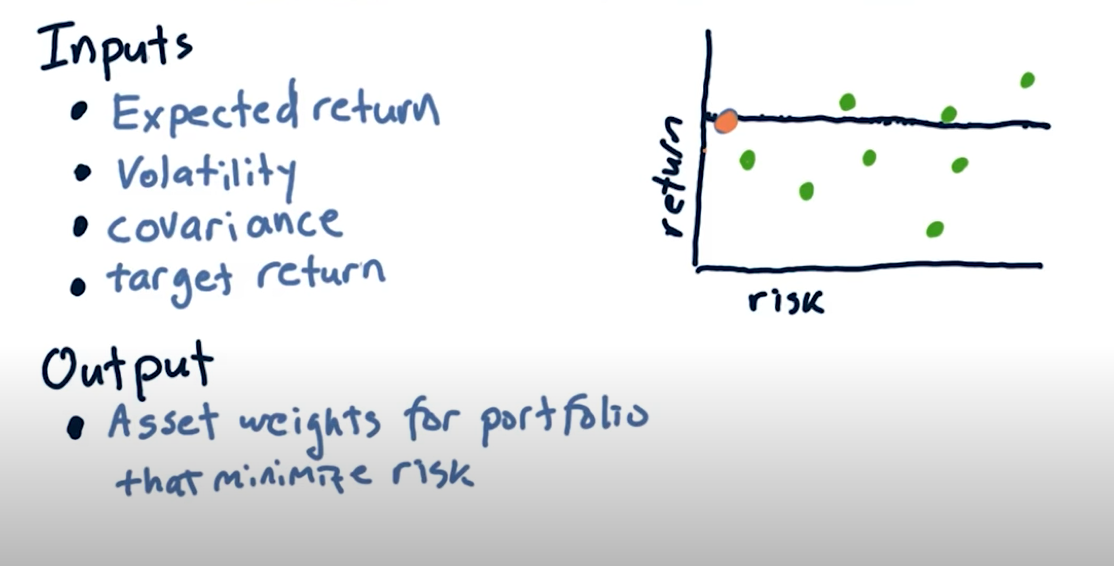 Inputs
• Expected return
• Volatility
• covariance
• target return
Output
• Asset weights for portfolio
that minimize risk
return
risk